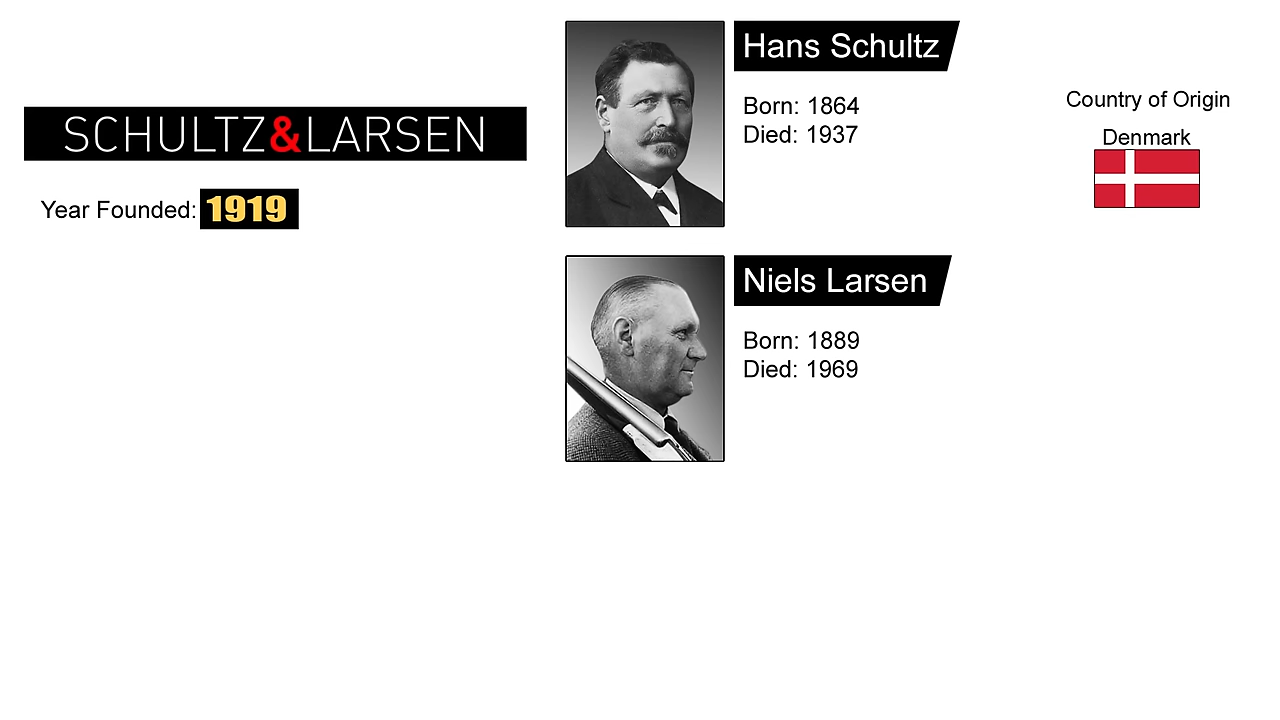 SCHULTZ&LARSEN
Year Founded: 1919
Hans Schultz
Born: 1864
Died: 1937
Niels Larsen
Born: 1889
Died: 1969
Country of Origin
Denmark